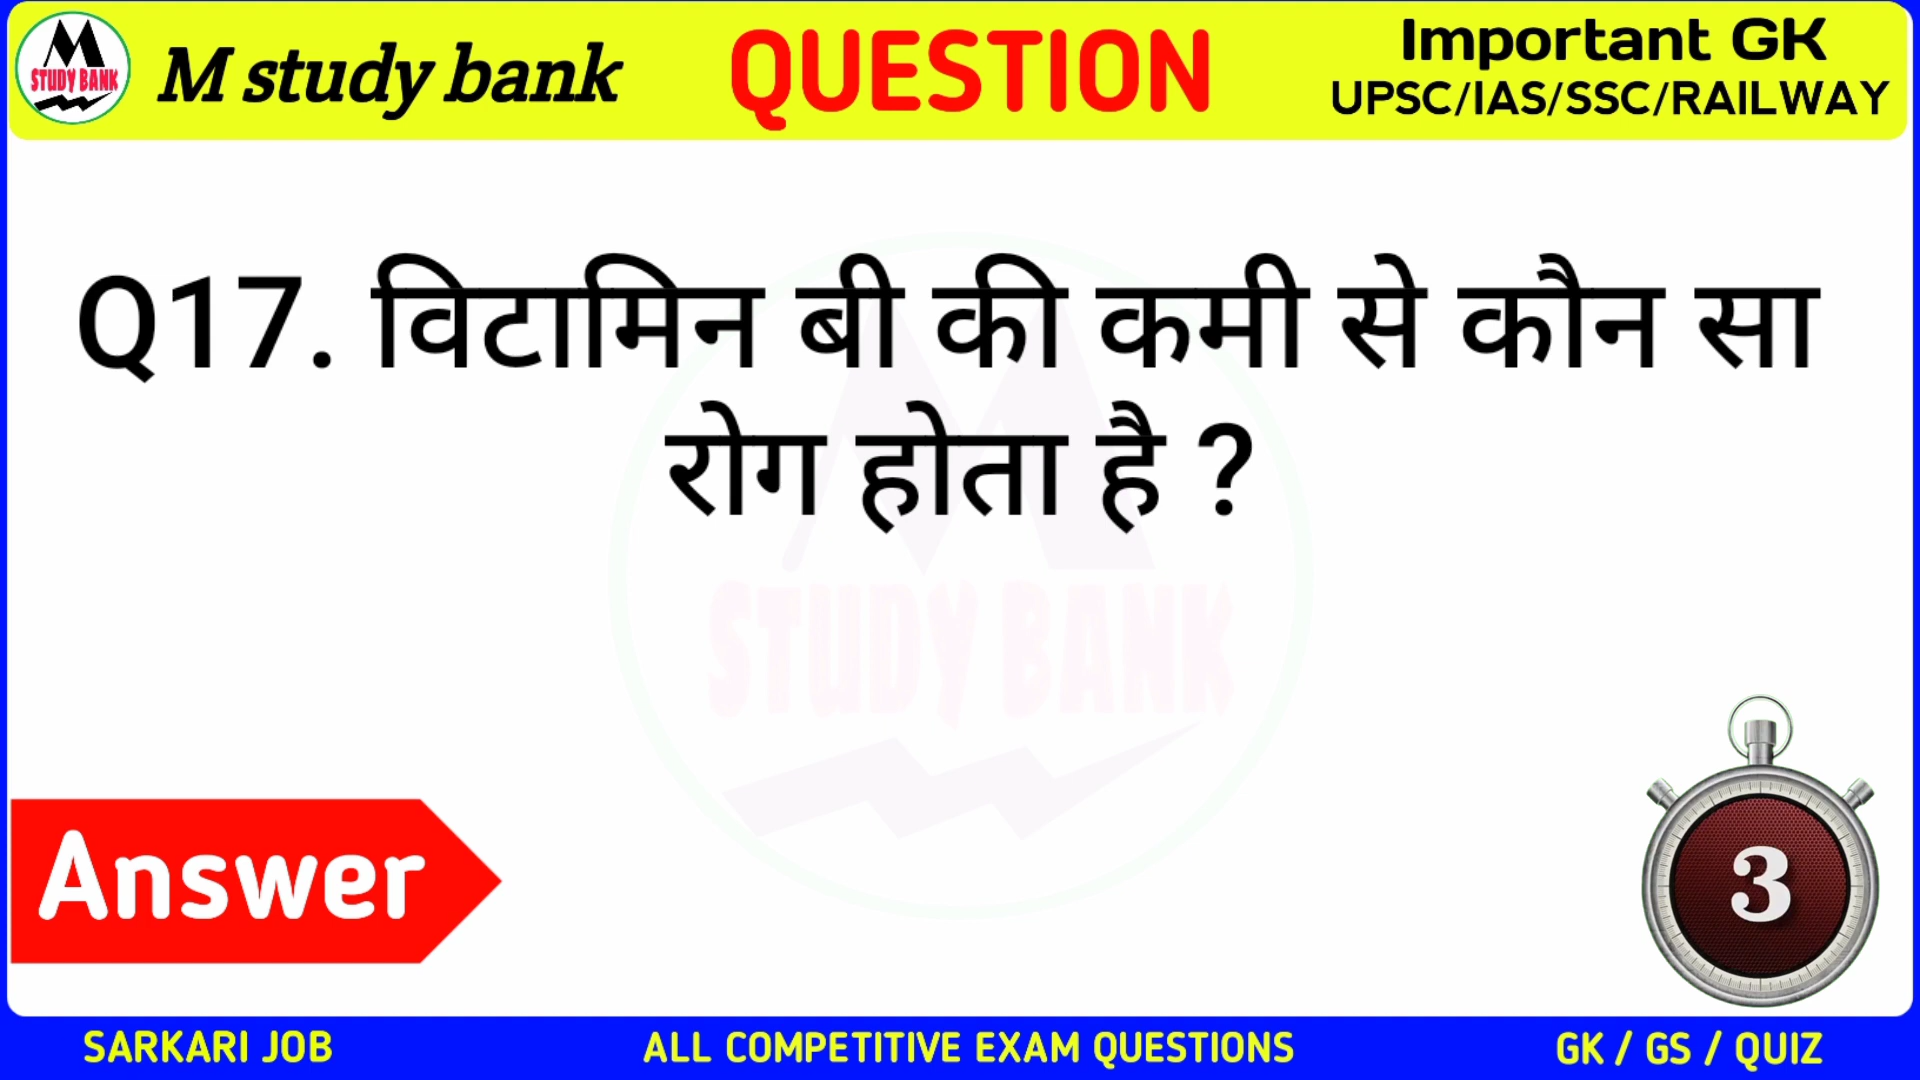 M
STUDY BANK
M study bank
QUESTION
Important GK
UPSC/IAS/SSC/RAILWAY
Q17. विटामिन बी की कमी से कौन सा
रोग होता है ?
STUDY BANK
Answer
3
SARKARI JOB
ALL COMPETITIVE EXAM QUESTIONS
GK / GS / QUIZ